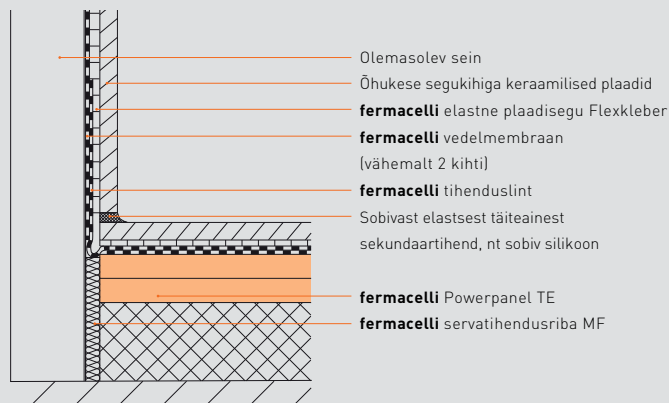 Olemasolev sein
Õhukese segukihiga keraamilised plaadid
fermacelli elastne plaadisegu Flexkleber
fermacelli vedelmembraan
(vähemalt 2 kihti)
fermacelli tihenduslint
Sobivast elastsest täiteainest
sekundaartihend, nt sobiv silikoon
fermacelli Powerpanel TE
fermacelli servatihendusriba MF